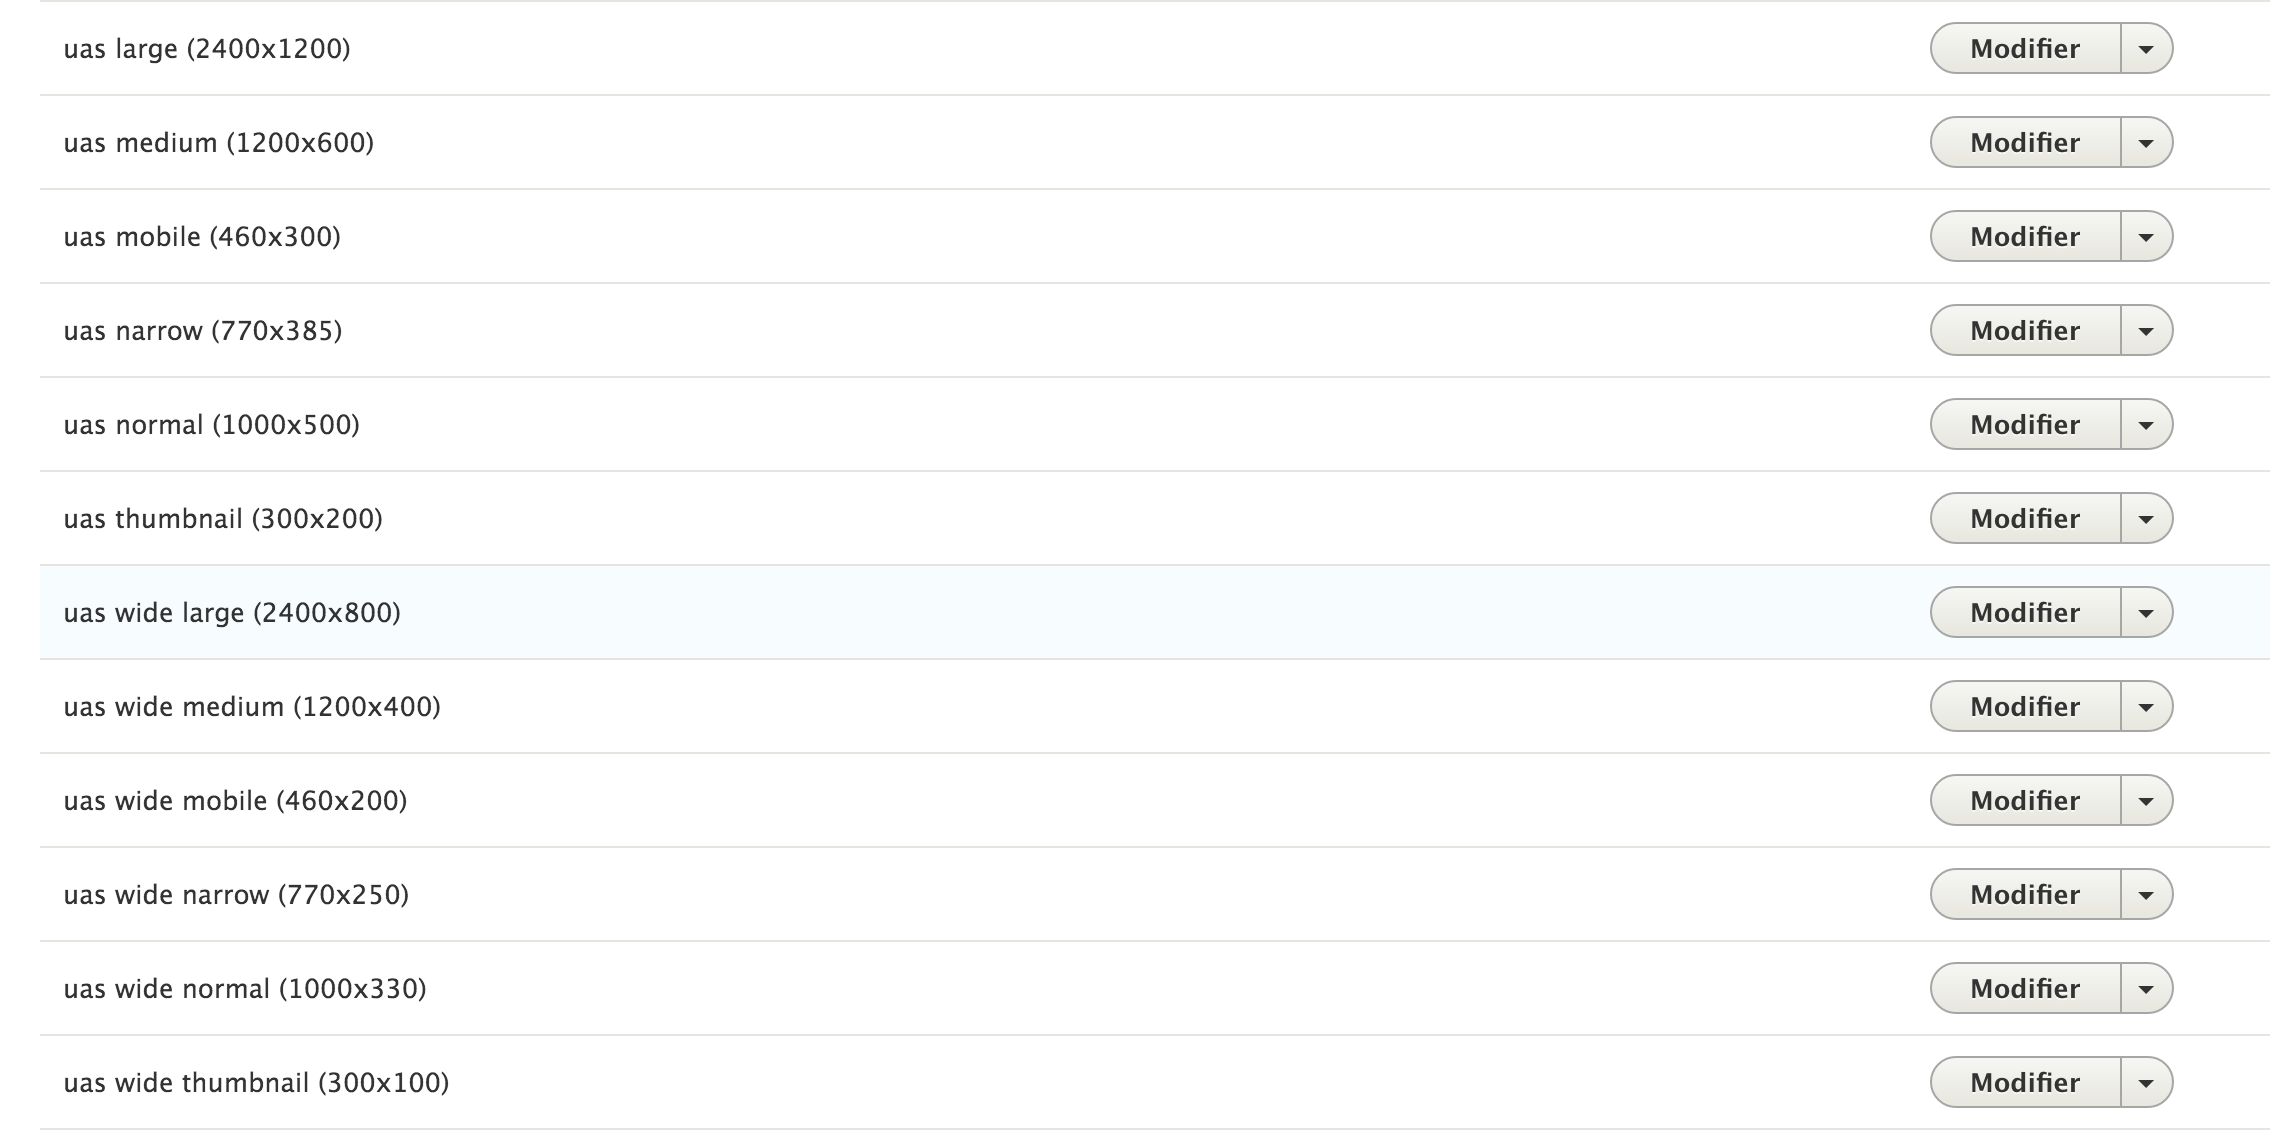 uas large (2400x1200) Modifier
uas medium (1200x600) Modifier
uas mobile (460x300) Modifier
uas narrow (770x385) Modifier
uas normal (1000x500) Modifier
uas thumbnail (300x200) Modifier
uas wide large (2400x800) Modifier
uas wide medium (1200x400) Modifier
uas wide mobile (460x200) Modifier
uas wide narrow (770x250) Modifier
uas wide normal (1000x330) Modifier
uas wide thumbnail (300x100) Modifier